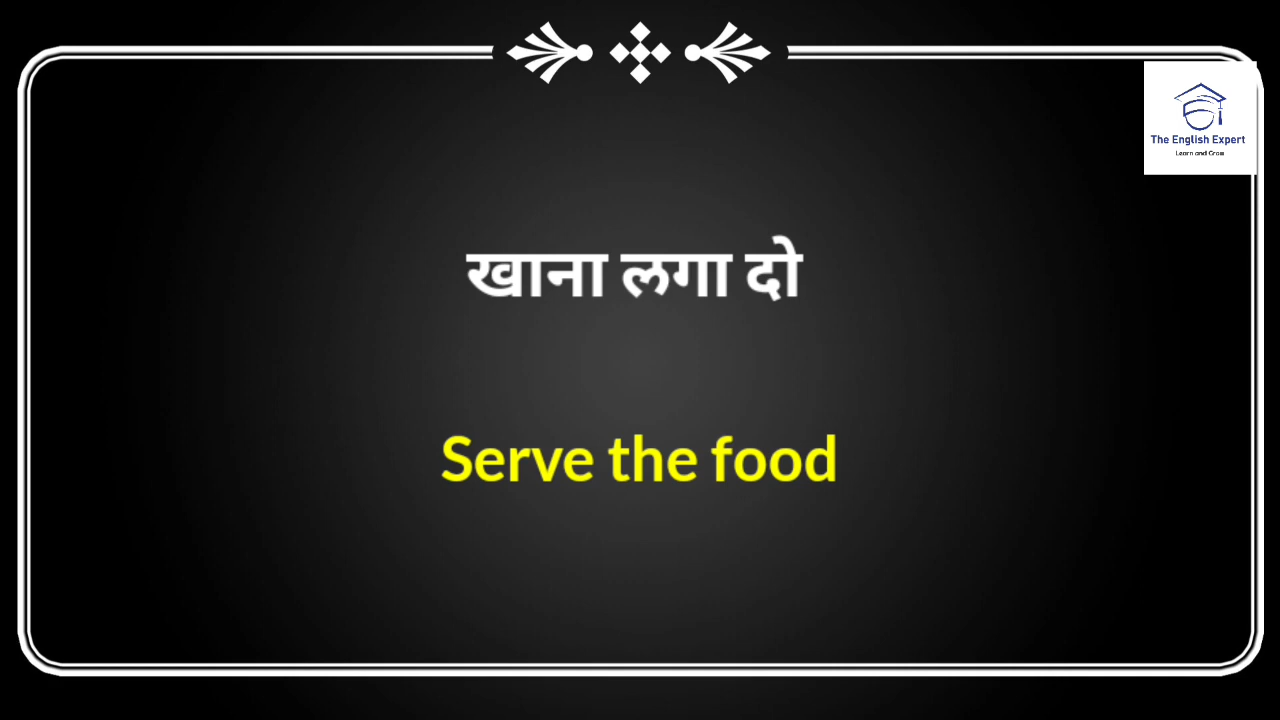 The English Expert
Learn and Grow
खाना लगा दो
Serve the food